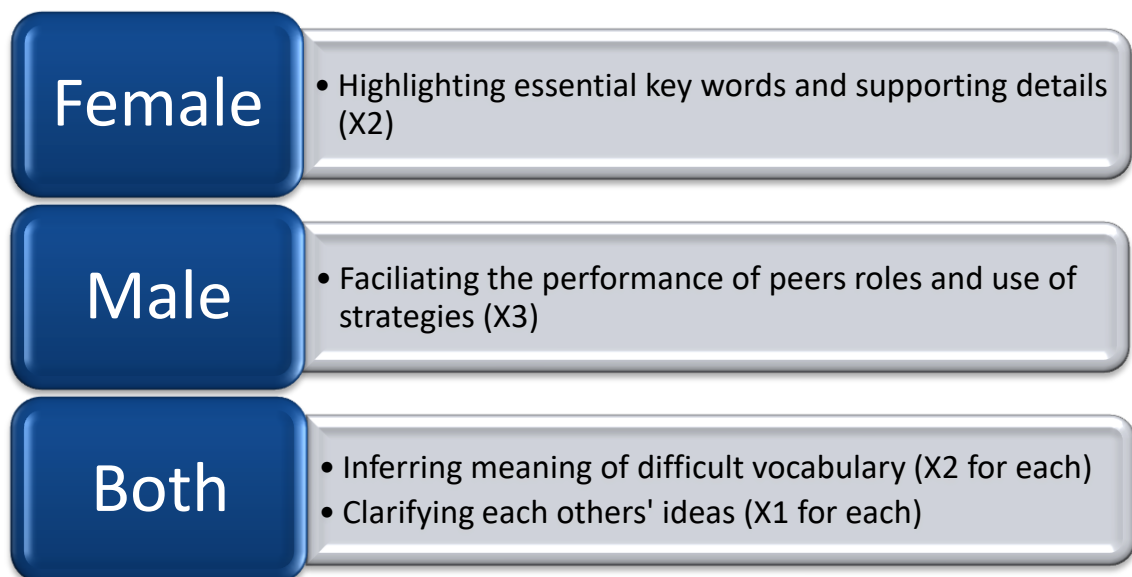 Female
• Highlighting essential key words and supporting details
(X2)
Male
• Faciliating the performance of peers roles and use of
strategies (X3)
Both
• Inferring meaning of difficult vocabulary (X2 for each)
• Clarifying each others' ideas (X1 for each)